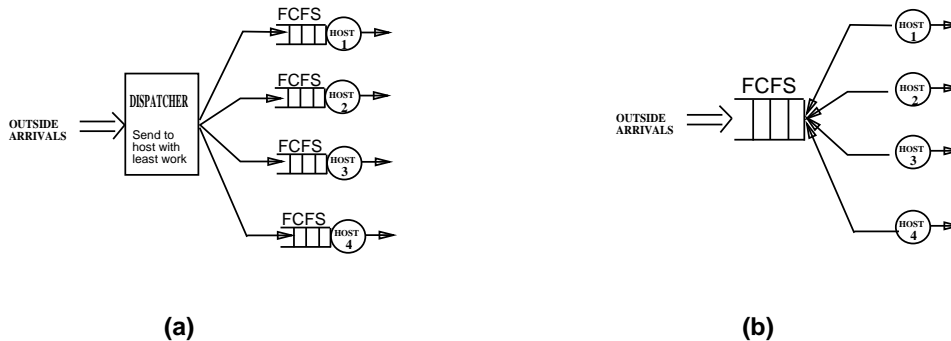 FCFS
HOST
1
FCFS
HOST
2
DISPATCHER
Send to
host with
least work
OUTSIDE
ARRIVALS
FCFS
HOST
3
FCFS
HOST
4
(a)
HOST
1
FCFS
HOST
2
OUTSIDE
ARRIVALS
HOST
3
HOST
4
(b)